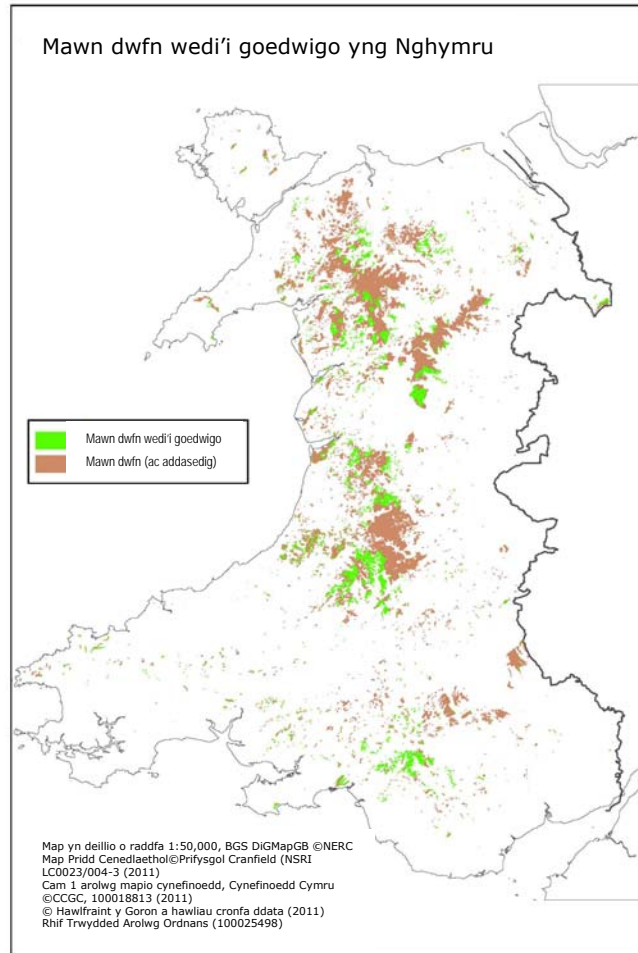 Mawn dwfn wedi'i goedwigo yng Nghymru
Mawn dwfn wedi'i goedwigo
Mawn dwfn (ac addasedig)
Map yn deillio o raddfa 1:50,000, BGS DiGMapGB ©NERC
Map Pridd Cenedlaethol©Prifysgol Cranfield (NSRI
LC0023/004-3 (2011)
Cam 1 arolwg mapio cynefinoedd, Cynefinoedd Cymru
©CCGC, 100018813 (2011)
© Hawlfraint y Goron a hawliau cronfa ddata (2011)
Rhif Trwydded Arolwg Ordnans (100025498)